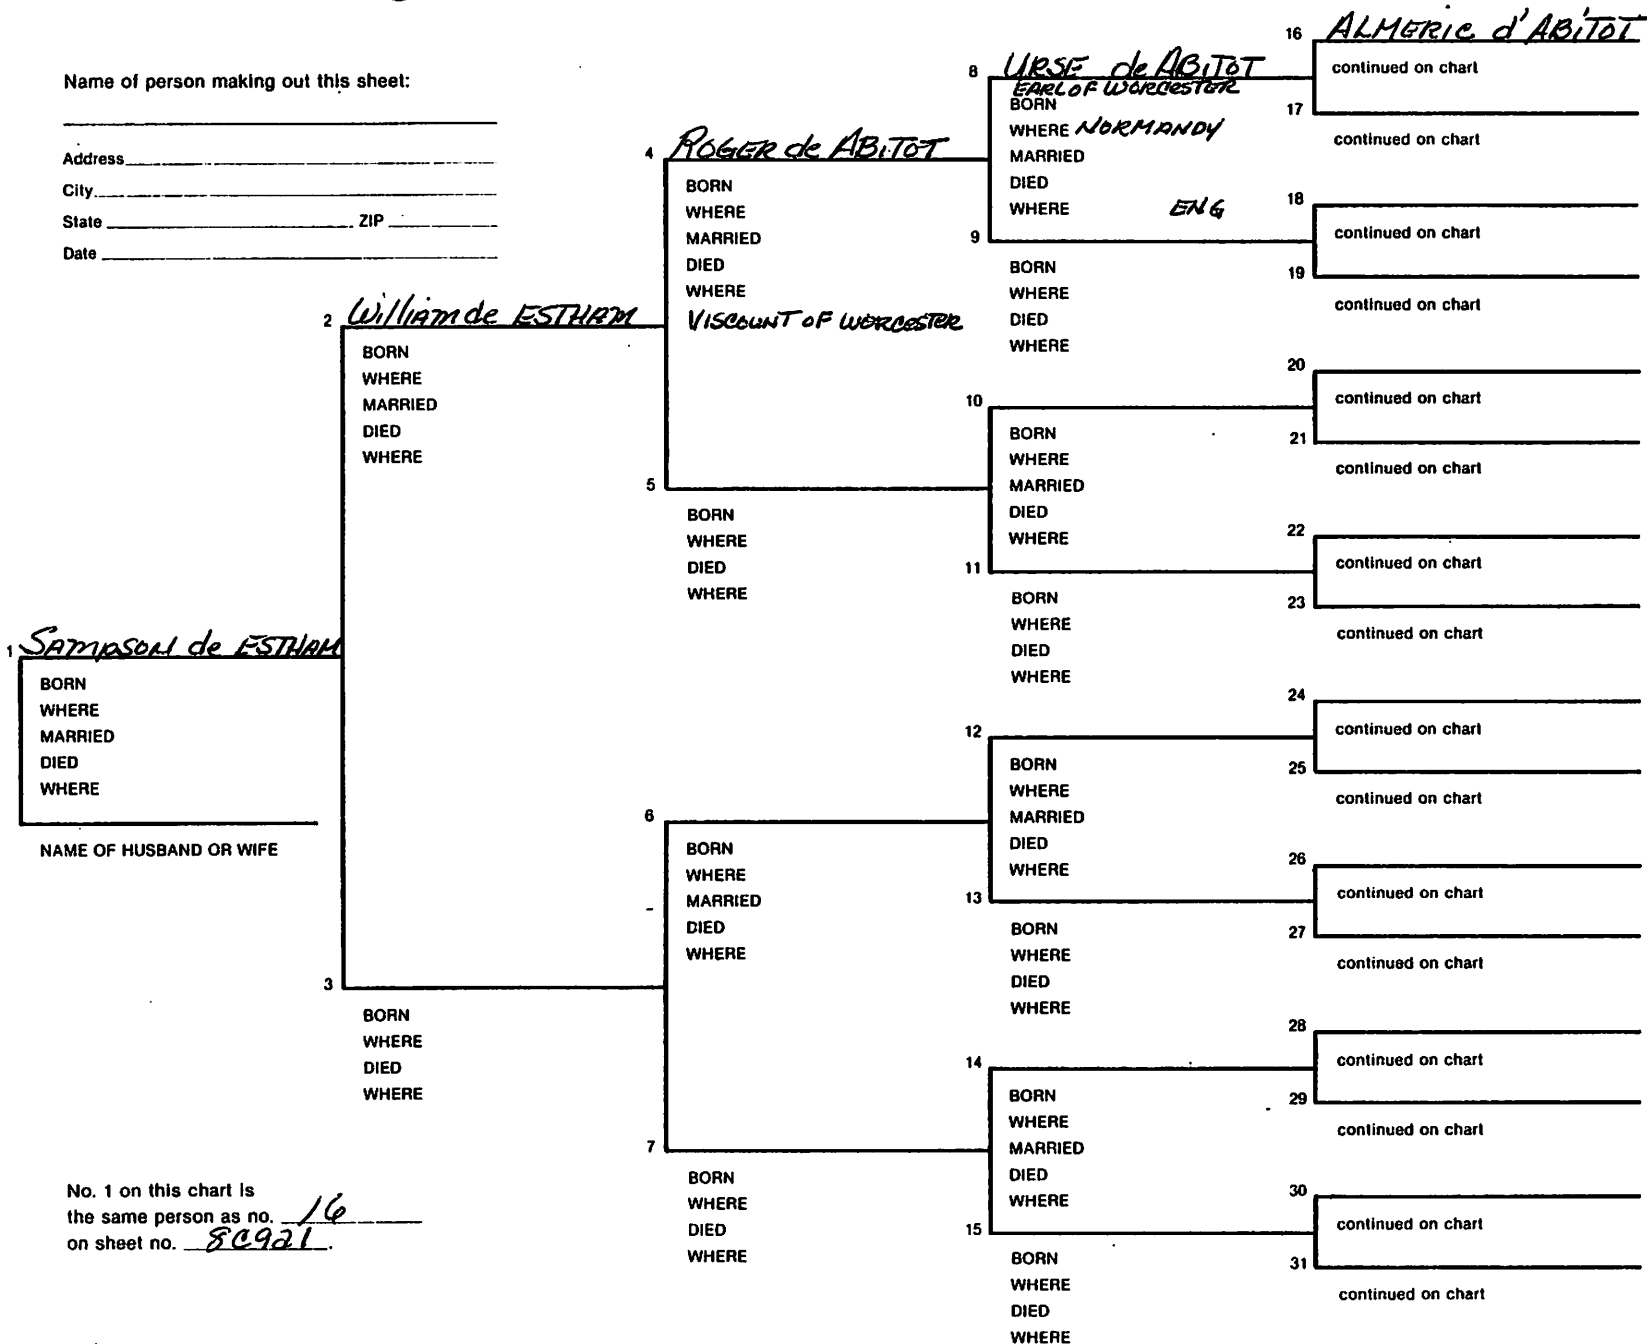 Name of person making out this sheet:
Address
City
State ZIP
Date
1 SAMPSON de ESTHAM
BORN
WHERE
MARRIED
DIED
WHERE
NAME OF HUSBAND OR WIFE
No. 1 on this chart is
the same person as no. 16
on sheet no. 8C921.
2 William de ESTHAM
BORN
WHERE
MARRIED
DIED
WHERE
3
BORN
WHERE
DIED
WHERE
4 ROGER de ABITOT
BORN
WHERE
MARRIED
DIED
WHERE
VISCOUNT OF WORCESTER
5
BORN
WHERE
DIED
WHERE
6
BORN
WHERE
MARRIED
DIED
WHERE
7
BORN
WHERE
DIED
WHERE
8 URSE de ABITOT
EARL OF WORCESTER
BORN
WHERE NORMANDY
MARRIED
DIED
WHERE ENG
9
BORN
WHERE
DIED
WHERE
10
BORN
WHERE
MARRIED
DIED
WHERE
11
BORN
WHERE
DIED
WHERE
12
BORN
WHERE
MARRIED
DIED
WHERE
13
BORN
WHERE
DIED
WHERE
14
BORN
WHERE
MARRIED
DIED
WHERE
15
BORN
WHERE
DIED
WHERE
16 ALMERIC d'ABITOT
continued on chart
17
continued on chart
18
continued on chart
19
continued on chart
20
continued on chart
21
continued on chart
22
continued on chart
23
continued on chart
24
continued on chart
25
continued on chart
26
continued on chart
27
continued on chart
28
continued on chart
29
continued on chart
30
continued on chart
31
continued on chart